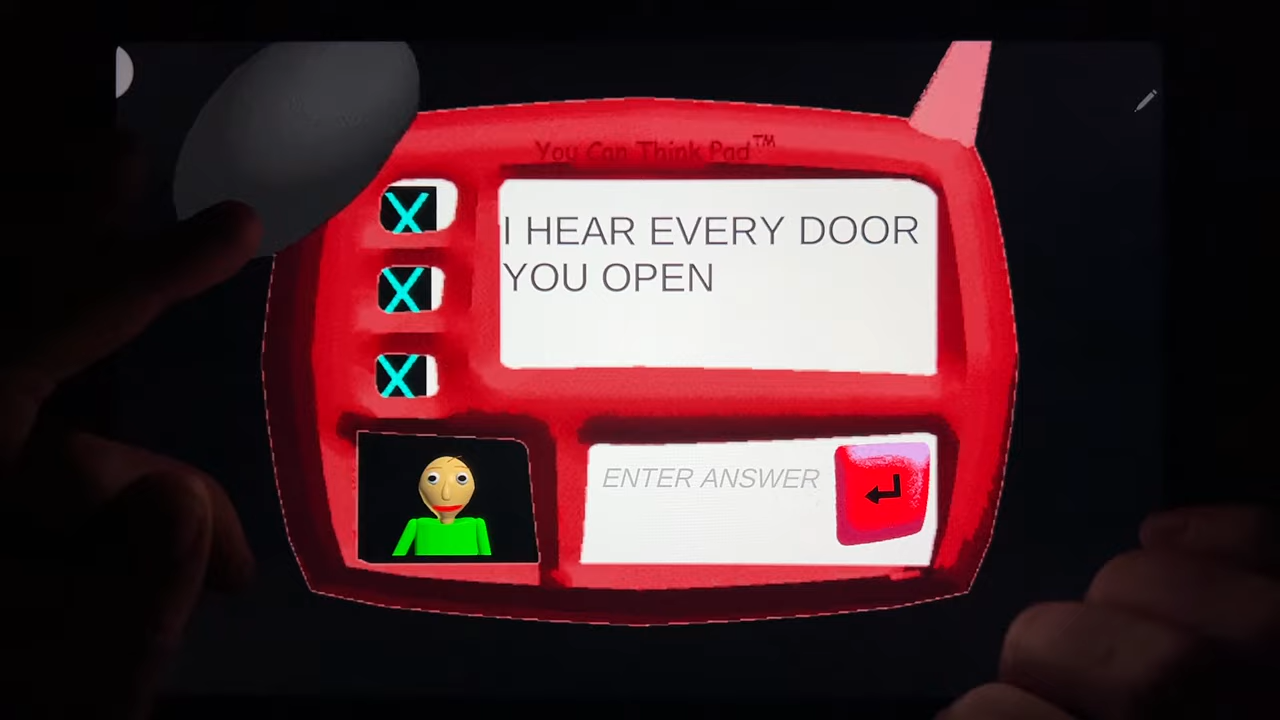 You Can Think Pad™
I HEAR EVERY DOOR
YOU OPEN
X
X
X
ENTER ANSWER